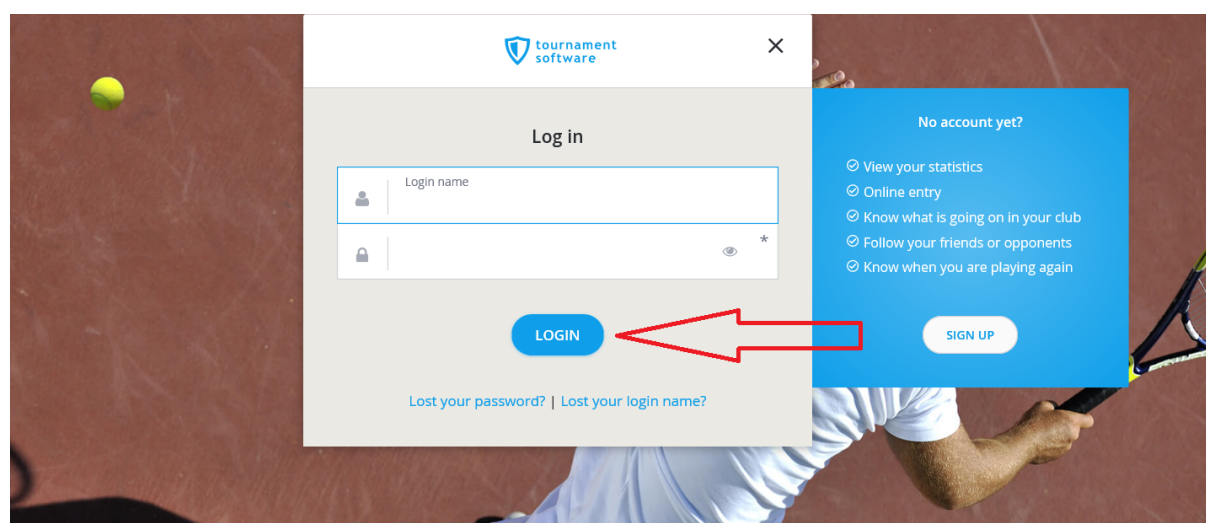 tournament
software
Log in
Login name
*
LOGIN
Lost your password? | Lost your login name?
No account yet?
View your statistics
Online entry
Know what is going on in your club
Follow your friends or opponents
Know when you are playing again
SIGN UP